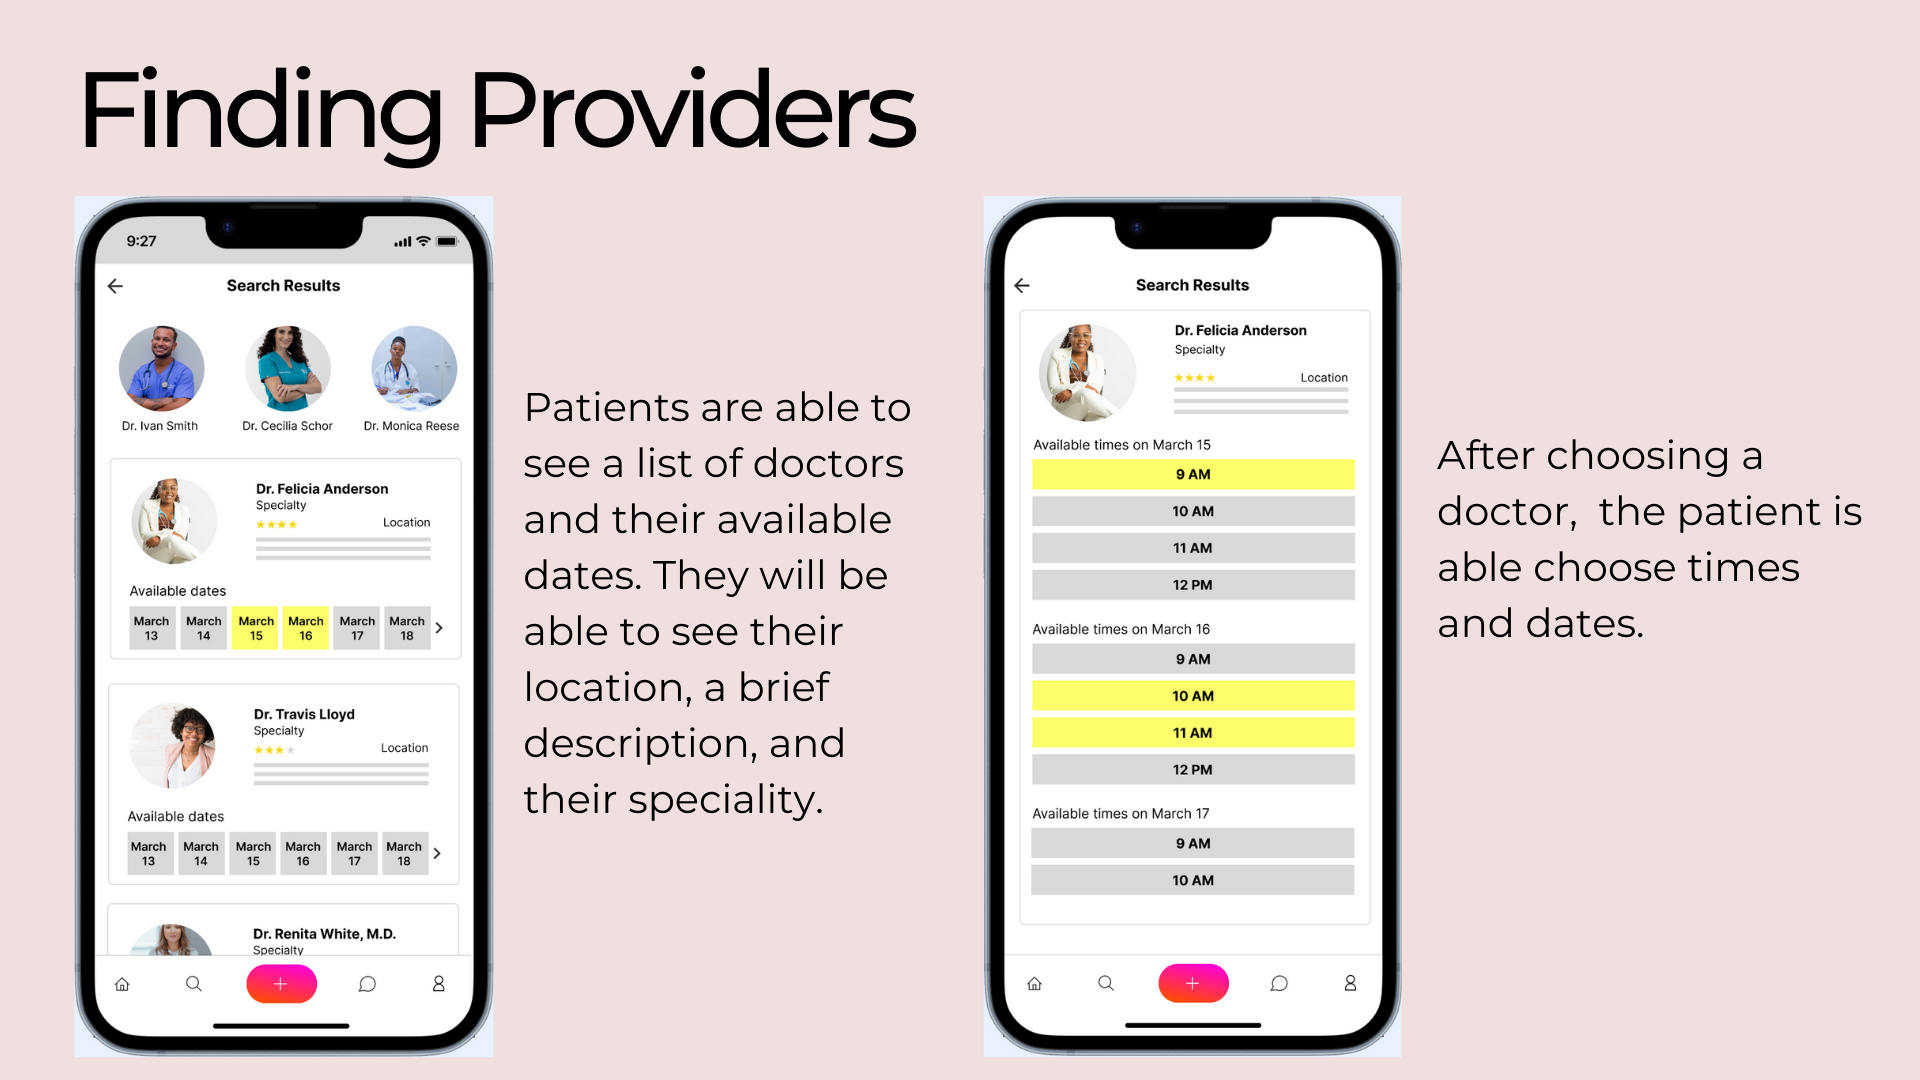 Finding Providers
9:27
Search Results
Dr. Ivan Smith
Dr. Cecilia Schor
Dr. Monica Reese
Dr. Felicia Anderson
Specialty
Location
Available dates
March 13
March 14
March 15
March 16
March 17
March 18
Dr. Travis Lloyd
Specialty
Location
Available dates
March 13
March 14
March 15
March 16
March 17
March 18
Dr. Renita White, M.D.
Specialty
Patients are able to
see a list of doctors
and their available
dates. They will be
able to see their
location, a brief
description, and
their speciality.
Search Results
Dr. Felicia Anderson
Specialty
Location
Available times on March 15
9 AM
10 AM
11 AM
12 PM
Available times on March 16
9 AM
10 AM
11 AM
12 PM
Available times on March 17
9 AM
10 AM
After choosing a
doctor,  the patient is
able choose times
and dates.